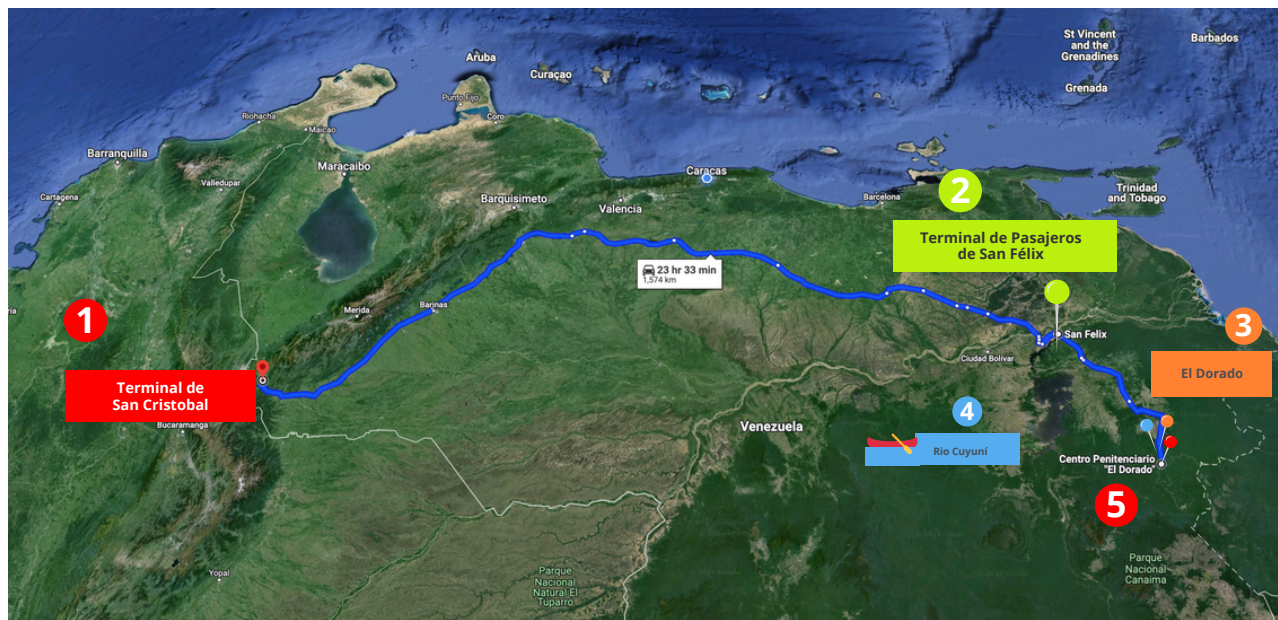 St Vincent
and the
Grenadines
Barbados
Aruba
Curaçao
Grenada
Punto Fijo
Riohacha
Coro
Maicao
Barranquilla
Maracaibo
Caracas
Valledupar
2
Trinidad
and Tobago
Cartagena
Barquisimeto
Valencia
Barcelona
Terminal de Pasajeros
de San Félix
23 hr 33 min
1,574 km
Barinas
Merida
1
3
San Felix
Ciudad Bolívar
El Dorado
Terminal de
San Cristobal
4
Bucaramanga
Venezuela
Rio Cuyuní
Centro Penitenciario
"El Dorado"
5
Yopal
Parque
Nacional
Natural El
Tuparro
Parque
Nacional
Canaima